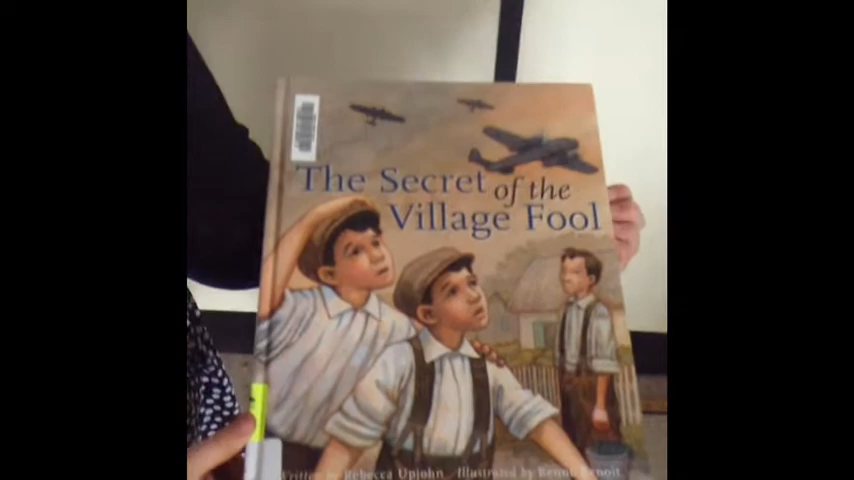 The Secret of the
Village Fool
Written by Rebecca Upjohn Illustrated by Renné Benoit